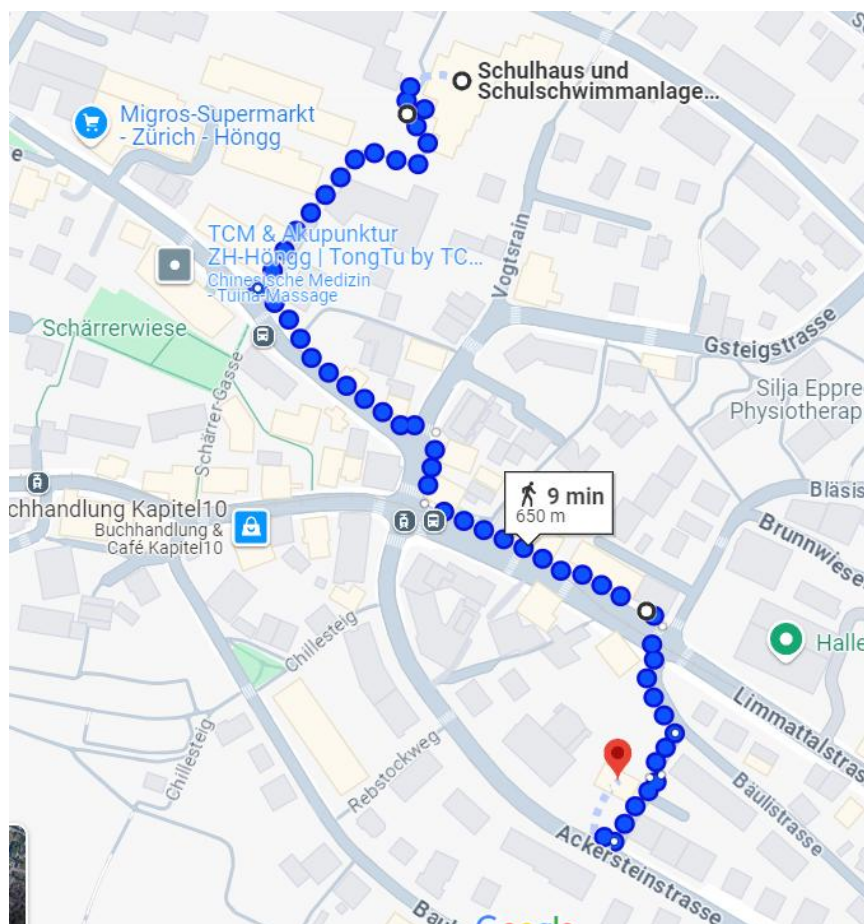 Schulhaus und
Schulschwimmanlage...
Migros-Supermarkt
- Zürich - Höngg
e
TCM & Akupunktur
ZH-Höngg | TongTu by TC...
Chinesische Medizin
- Tuina-Massage
Vogtsrain
Schärrerwiese
Gsteigstrasse
Schärrer-Gasse
Silja Eppre
Physiotherap
9 min
650 m
Bläsis
chhandlung Kapitel10
Buchhandlung &
Café Kapitel10
Brunnwiese
Halle
Chillesteig
Limmattalstras
Chillesteig
Rebstockweg
Bäulistrasse
Ackersteinstrasse
Bau
Google